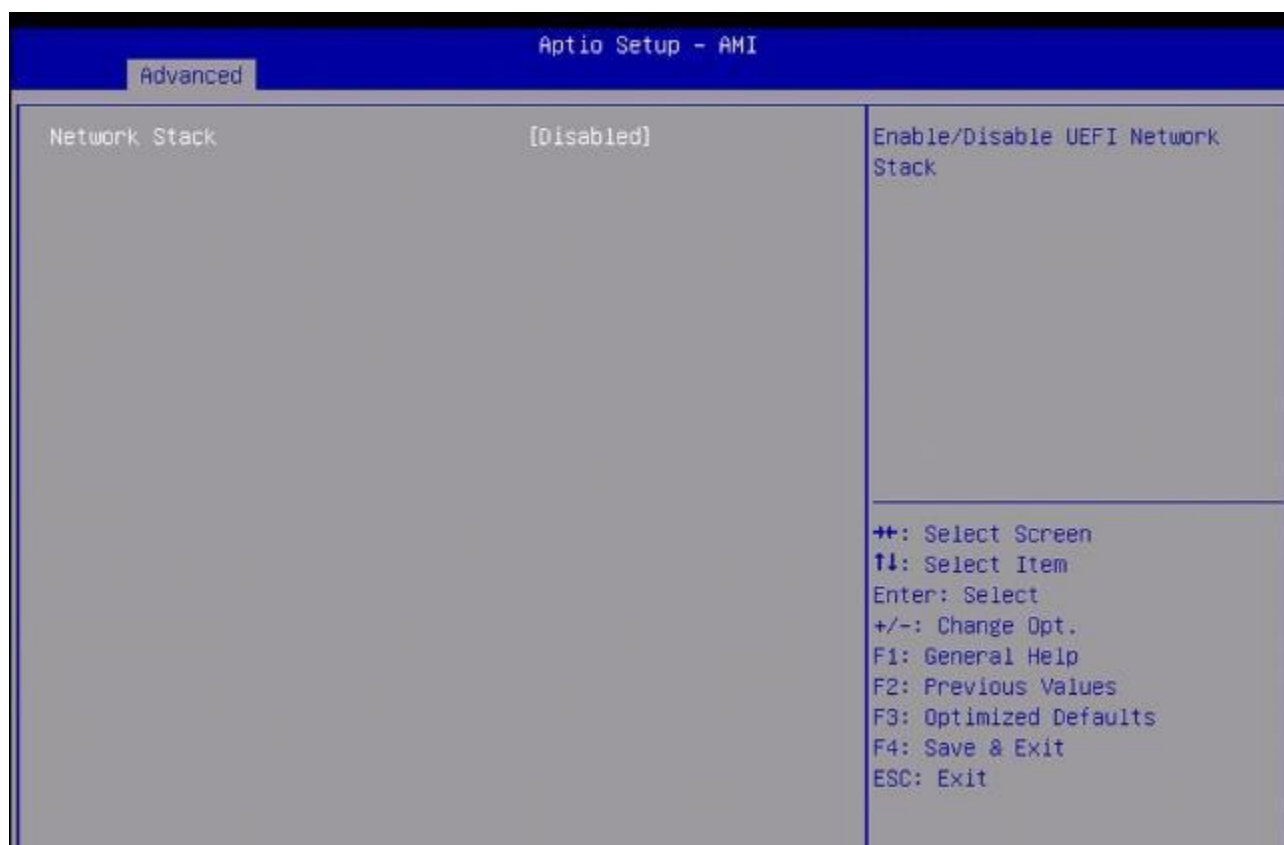 Aptio Setup - AMI
Advanced
Network Stack [Disabled]
Enable/Disable UEFI Network
Stack
→←: Select Screen
↑↓: Select Item
Enter: Select
+/-: Change Opt.
F1: General Help
F2: Previous Values
F3: Optimized Defaults
F4: Save & Exit
ESC: Exit